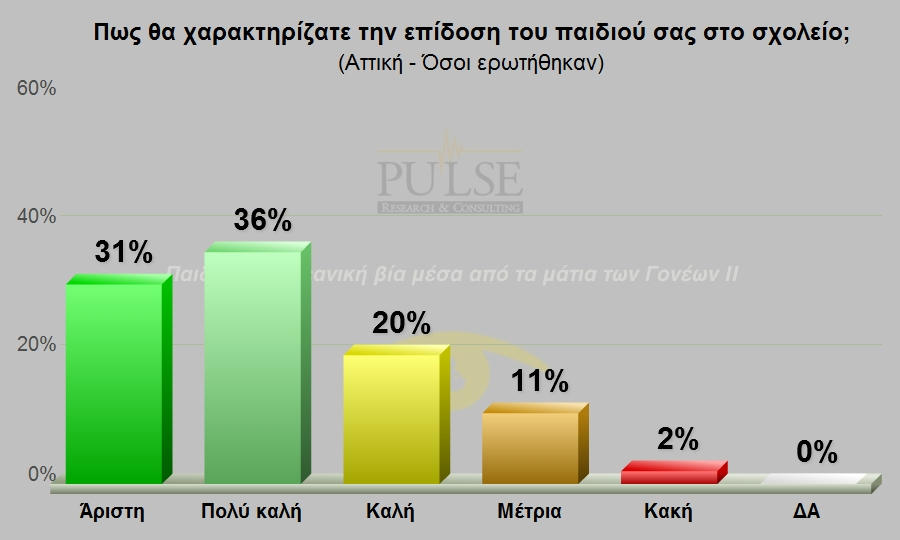 Πως θα χαρακτηρίζατε την επίδοση του παιδιού σας στο σχολείο;
(Απική - Όσοι ερωτήθηκαν)
60%
PULSE
RESEARCH & CONSULTING
40%
36%
31%
βία μέσα από τα μάτια των Γονέων II
20%
20%
11%
2%
0%
0%
Άριστη Πολύ καλή Καλή Μέτρια Κακή ΔΑ